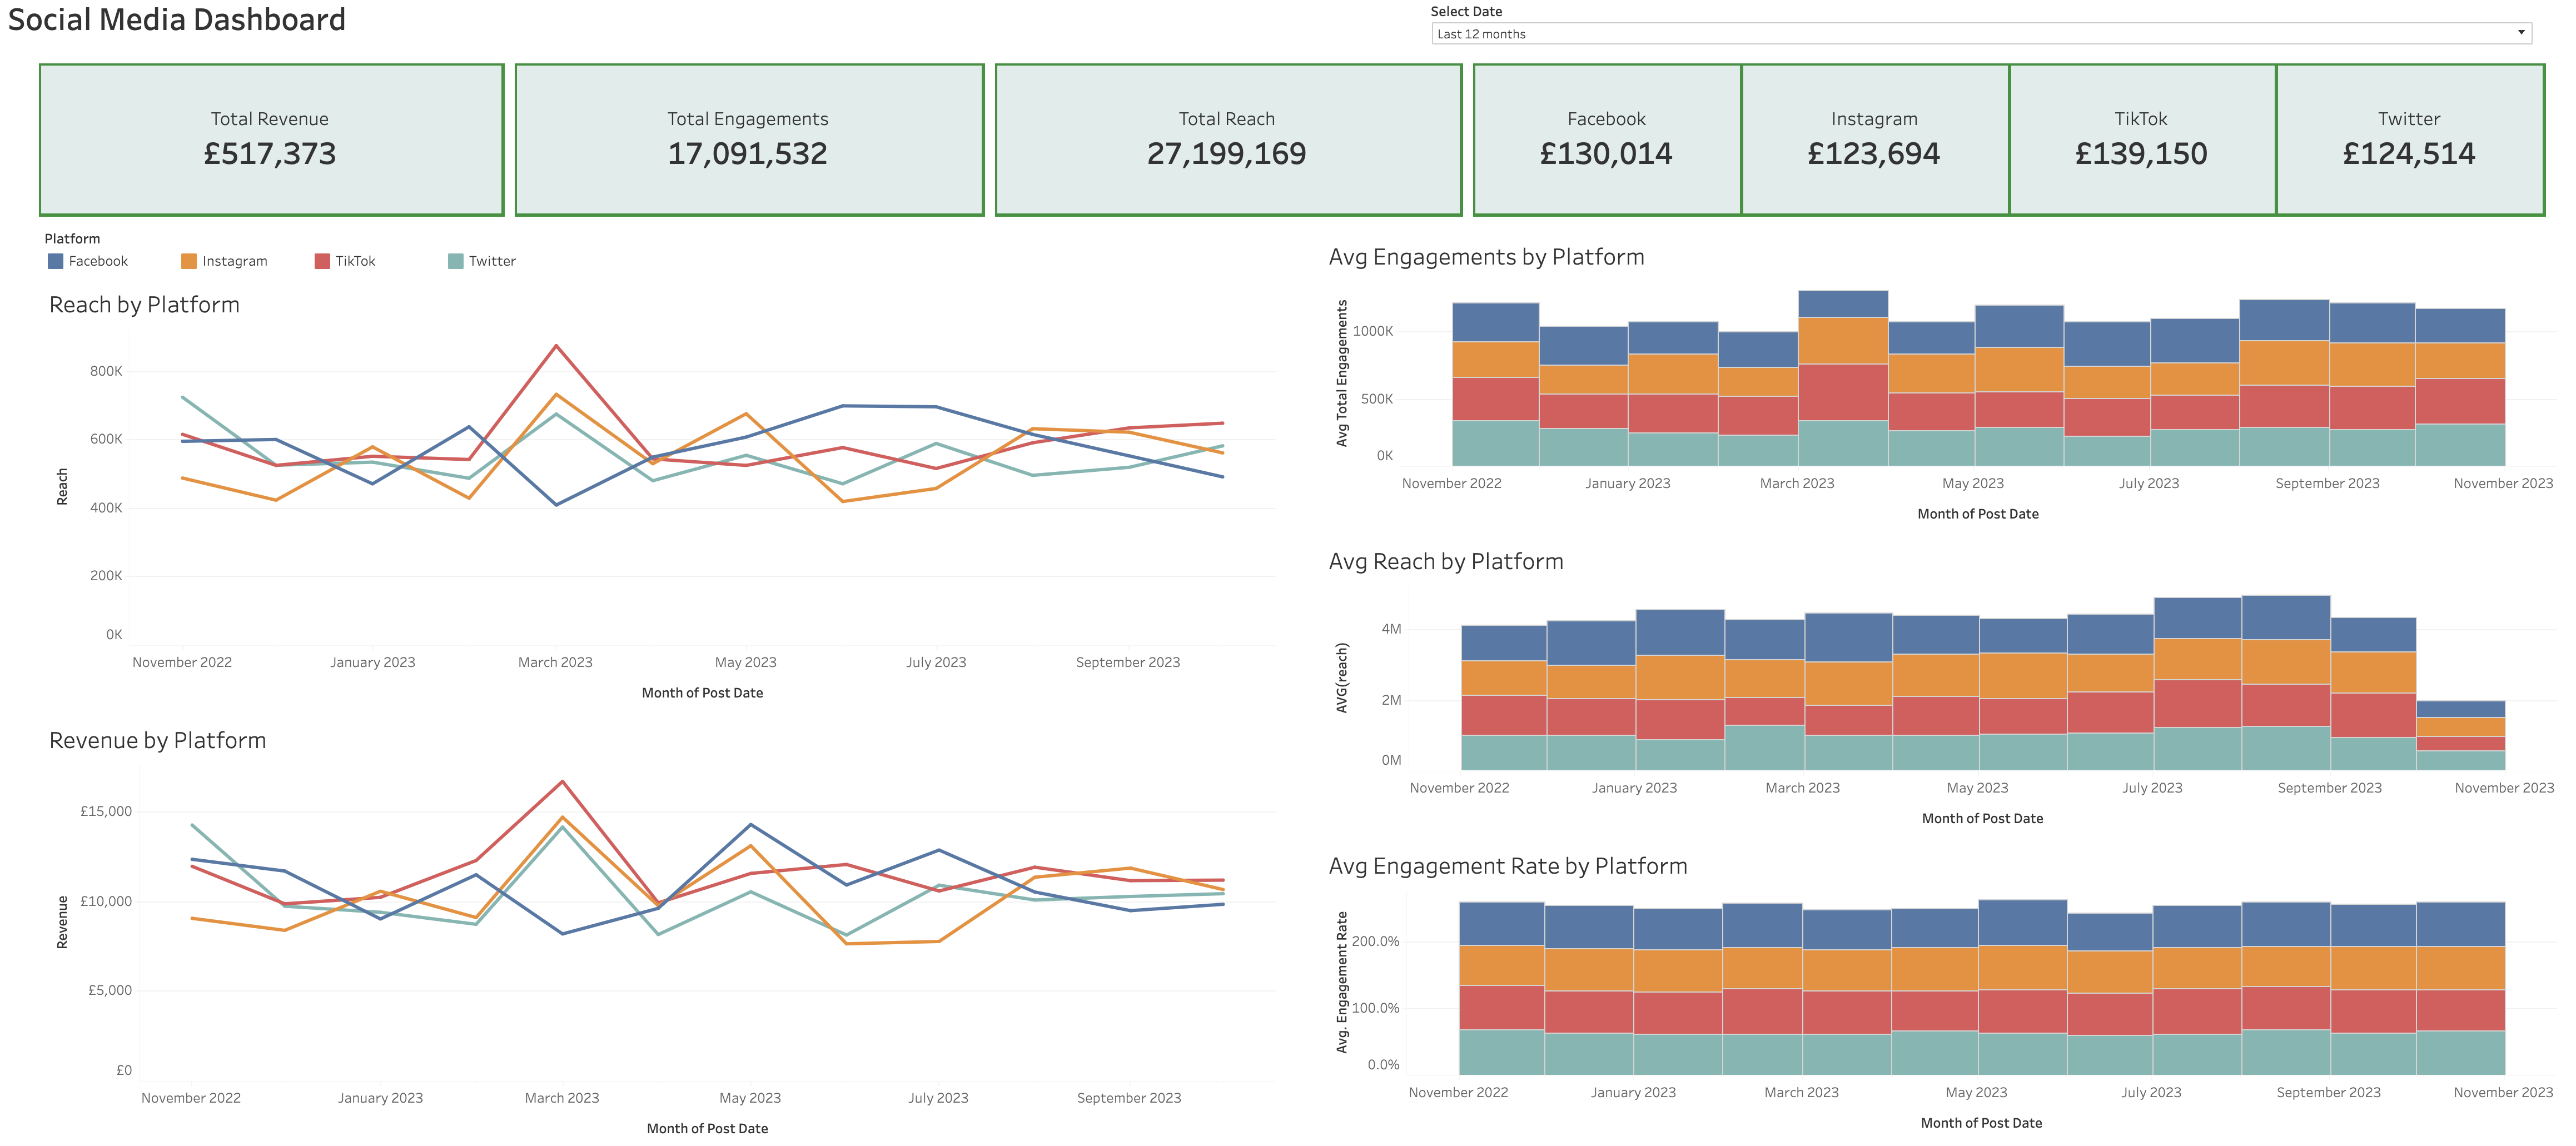 Social Media Dashboard
Select Date
Last 12 months
Total Revenue
£517,373
Total Engagements
17,091,532
Total Reach
27,199,169
Facebook
£130,014
Instagram
£123,694
TikTok
£139,150
Twitter
£124,514
Platform
Facebook
Instagram
TikTok
Twitter
Reach by Platform
Reach
800K
600K
400K
200K
0K
November 2022
January 2023
March 2023
May 2023
July 2023
September 2023
Month of Post Date
Revenue by Platform
Revenue
£15,000
£10,000
£5,000
£0
November 2022
January 2023
March 2023
May 2023
July 2023
September 2023
Month of Post Date
Avg Engagements by Platform
Avg Total Engagements
1000K
500K
0K
November 2022
January 2023
March 2023
May 2023
July 2023
September 2023
November 2023
Month of Post Date
Avg Reach by Platform
AVG(reach)
4M
2M
0M
November 2022
January 2023
March 2023
May 2023
July 2023
September 2023
November 2023
Month of Post Date
Avg Engagement Rate by Platform
Avg. Engagement Rate
200.0%
100.0%
0.0%
November 2022
January 2023
March 2023
May 2023
July 2023
September 2023
November 2023
Month of Post Date